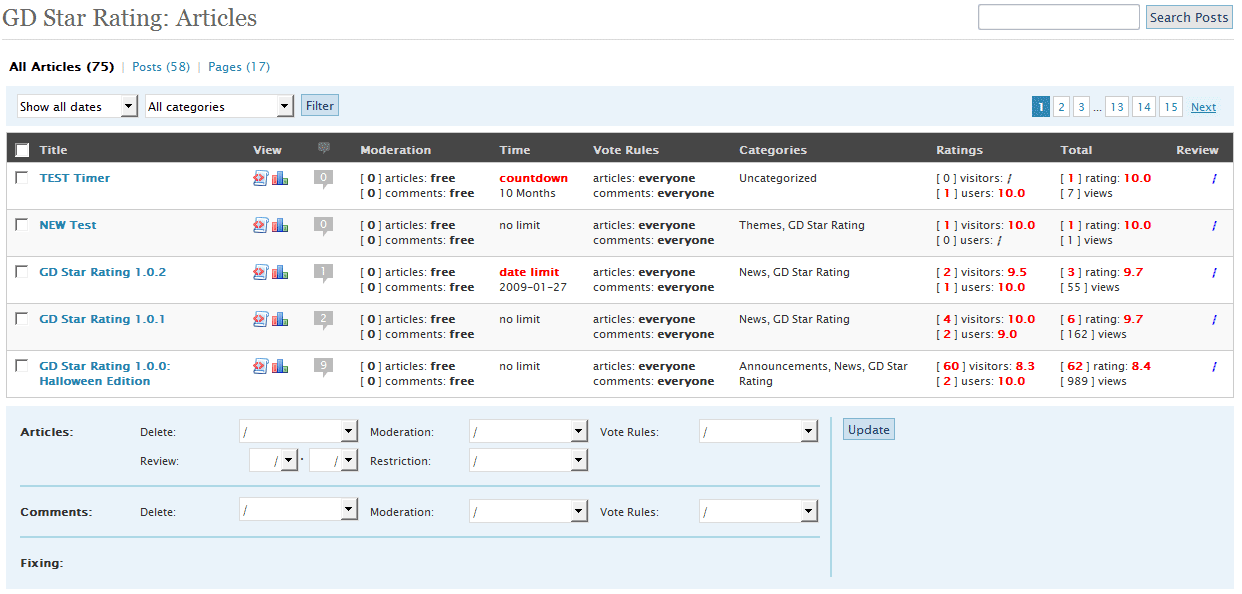 GD Star Rating: Articles
Search Posts
All Articles (75) | Posts (58) | Pages (17)
Show all dates All categories Filter 1 2 3 ... 13 14 15 Next
Title View Moderation Time Vote Rules Categories Ratings Total Review
TEST Timer 0 [ 0 ] articles: free countdown articles: everyone Uncategorized [ 0 ] visitors: / [ 1 ] rating: 10.0 /
[ 0 ] comments: free 10 Months comments: everyone [ 1 ] users: 10.0 [ 7 ] views
NEW Test 0 [ 0 ] articles: free no limit articles: everyone Themes, GD Star Rating [ 1 ] visitors: 10.0 [ 1 ] rating: 10.0 /
[ 0 ] comments: free comments: everyone [ 0 ] users: / [ 1 ] views
GD Star Rating 1.0.2 1 [ 0 ] articles: free date limit articles: everyone News, GD Star Rating [ 2 ] visitors: 9.5 [ 3 ] rating: 9.7 /
[ 0 ] comments: free 2009-01-27 comments: everyone [ 1 ] users: 10.0 [ 55 ] views
GD Star Rating 1.0.1 2 [ 0 ] articles: free no limit articles: everyone News, GD Star Rating [ 4 ] visitors: 10.0 [ 6 ] rating: 9.7 /
[ 0 ] comments: free comments: everyone [ 2 ] users: 9.0 [ 162 ] views
GD Star Rating 1.0.0: 9 [ 0 ] articles: free no limit articles: everyone Announcements, News, GD Star [ 60 ] visitors: 8.3 [ 62 ] rating: 8.4 /
Halloween Edition [ 0 ] comments: free comments: everyone Rating [ 2 ] users: 10.0 [ 989 ] views
Articles: Delete: / Moderation: / Vote Rules: / Update
Review: / . / Restriction: /
Comments: Delete: / Moderation: / Vote Rules: /
Fixing: